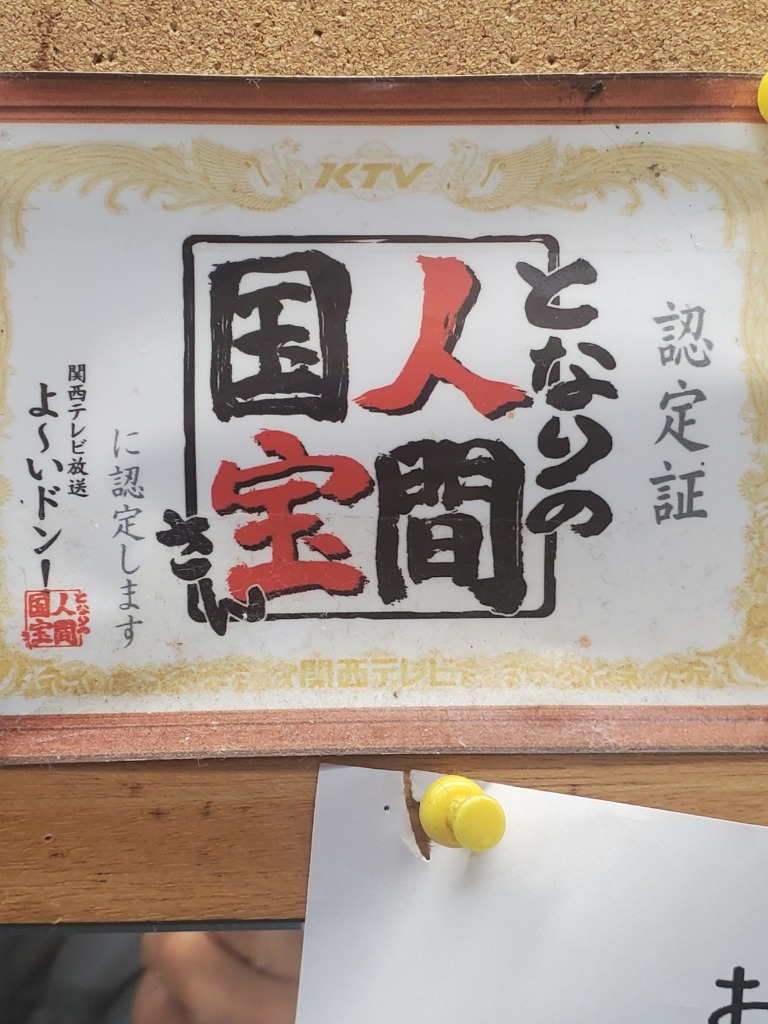 KTV
認定証
となりの
人間
国宝
さん
に認定します
関西テレビ放送
よ〜いドン!
となりの
人間
国宝
関西テレビ
お